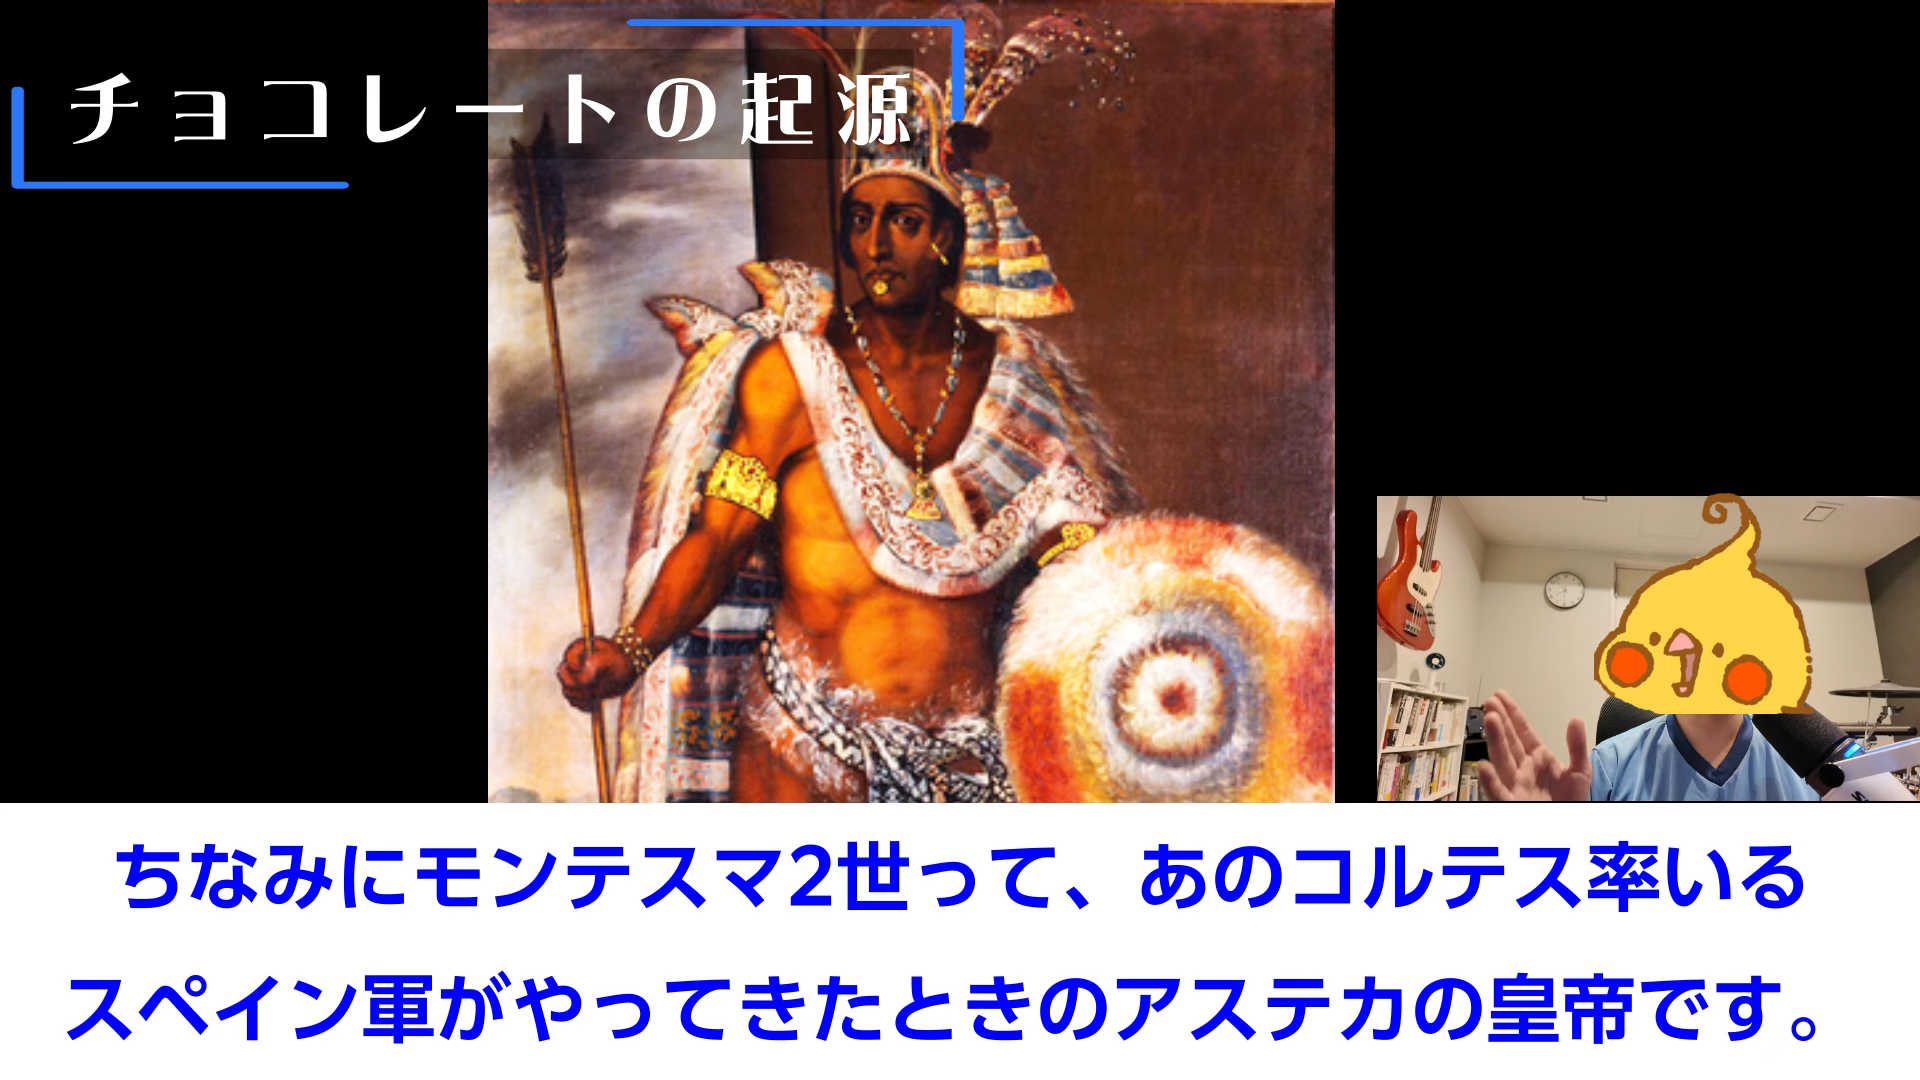 チョコレートの起源
ちなみにモンテスマ2世って、あのコルテス率いる
スペイン軍がやってきたときのアステカの皇帝です。